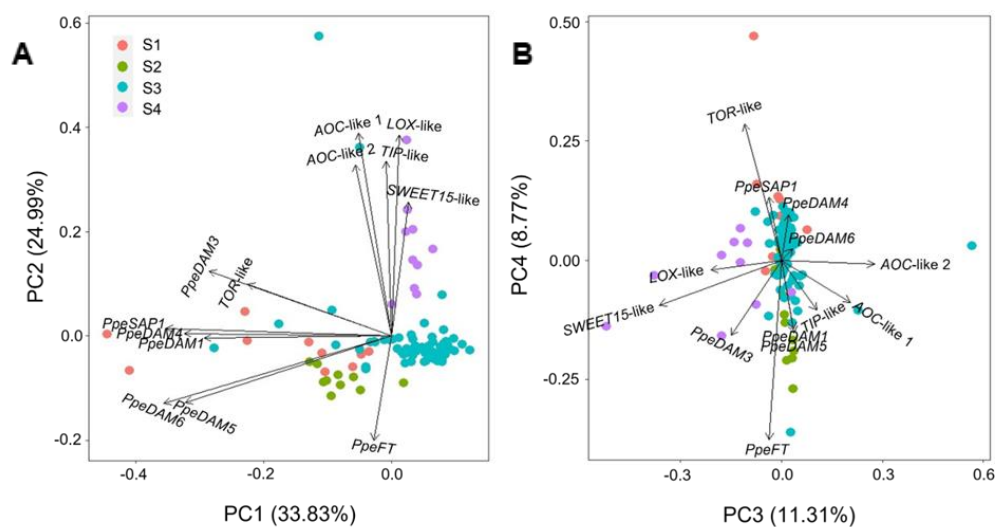 A
S1
S2
S3
S4
0.6
0.4
0.2
0.0
-0.2
PC2 (24.99%)
AOC-like 1
LOX-like
AOC-like 2
TIP-like
SWEET15-like
PpeDAM3
TOR-like
PpeSAP1
PpeDAM4
PpeDAM1
PpeDAM6
PpeDAM5
PpeFT
-0.4
-0.2
0.0
PC1 (33.83%)
B
0.50
0.25
0.00
-0.25
PC4 (8.77%)
TOR-like
PpeSAP1
PpeDAM4
PpeDAM6
LOX-like
AOC-like 2
SWEET15-like
TIP-like
AOC-like 1
PpeDAM3
PpeDAM1
PpeDAM5
PpeFT
-0.3
0.0
0.3
0.6
PC3 (11.31%)